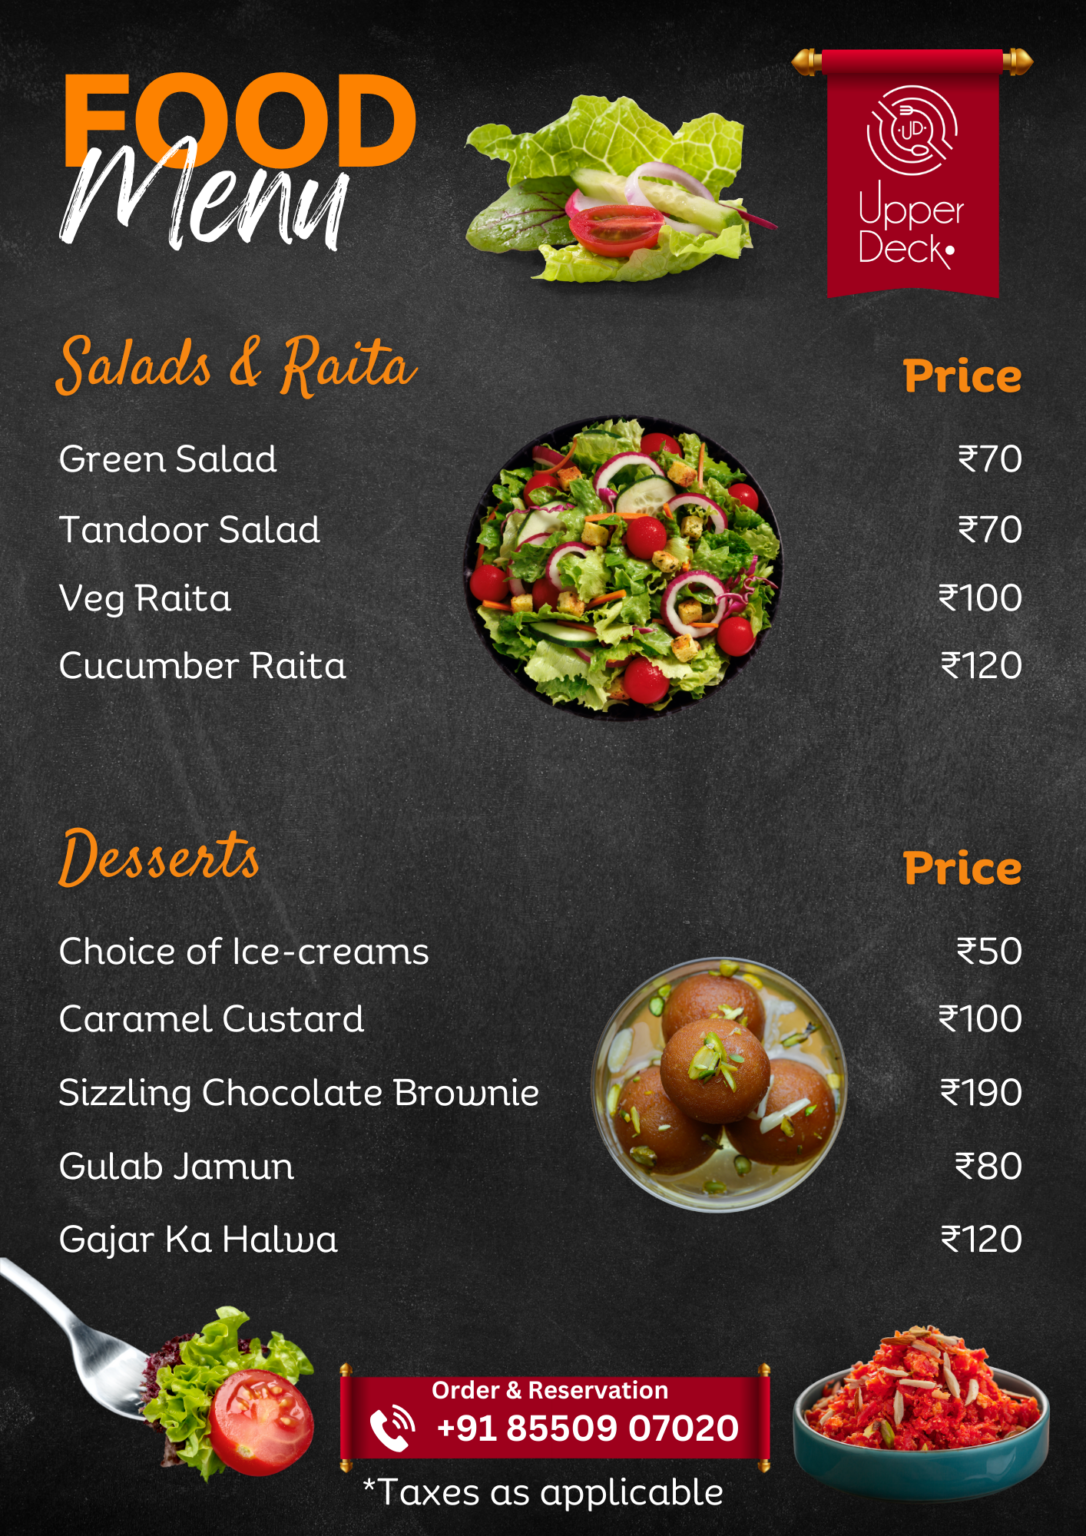 FOOD
Menu
UD
Upper
Deck
Salads & Raita
Price
Green Salad ₹70
Tandoor Salad ₹70
Veg Raita ₹100
Cucumber Raita ₹120
Desserts
Price
Choice of Ice-creams ₹50
Caramel Custard ₹100
Sizzling Chocolate Brownie ₹190
Gulab Jamun ₹80
Gajar Ka Halwa ₹120
Order & Reservation
+91 85509 07020
*Taxes as applicable